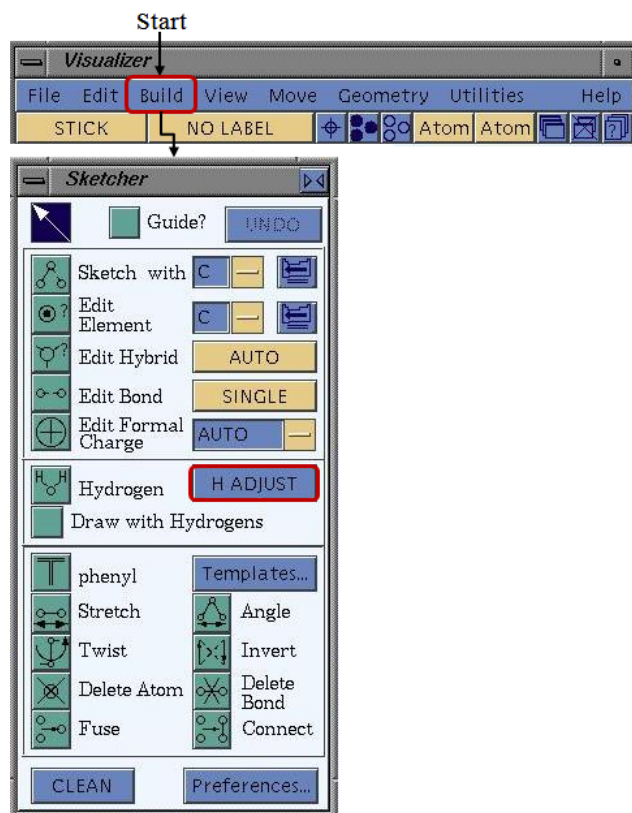 Start
Visualizer
File Edit Build View Move Geometry Utilities Help
STICK NO LABEL Atom Atom
Sketcher
Guide? UNDO
Sketch with C
Edit
Element C
?
Edit Hybrid AUTO
?
Edit Bond SINGLE
Edit Formal
Charge AUTO
H H
Hydrogen H ADJUST
Draw with Hydrogens
phenyl Templates...
Stretch Angle
Twist Invert
Delete Atom Delete
Bond
Fuse Connect
CLEAN Preferences...